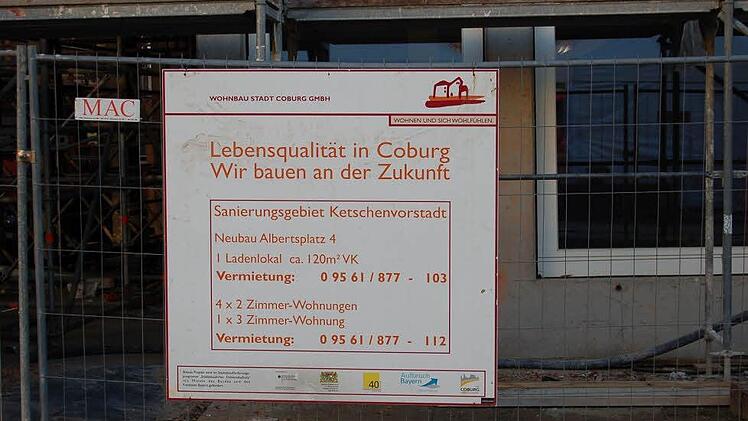 WOHNBAU STADT COBURG GMBH
WOHNEN UND SICH WOHLFÜHLEN.
MAC
Lebensqualität in Coburg
Wir bauen an der Zukunft
Sanierungsgebiet Ketschenvorstadt
Neubau Albertsplatz 4
1 Ladenlokal ca. 120m² VK
Vermietung: 0 95 61 / 877 - 103
4 x 2 Zimmer-Wohnungen
1 x 3 Zimmer-Wohnung
Vermietung: 0 95 61 / 877 - 112
40
Aufbruch
Bayern
COBURG